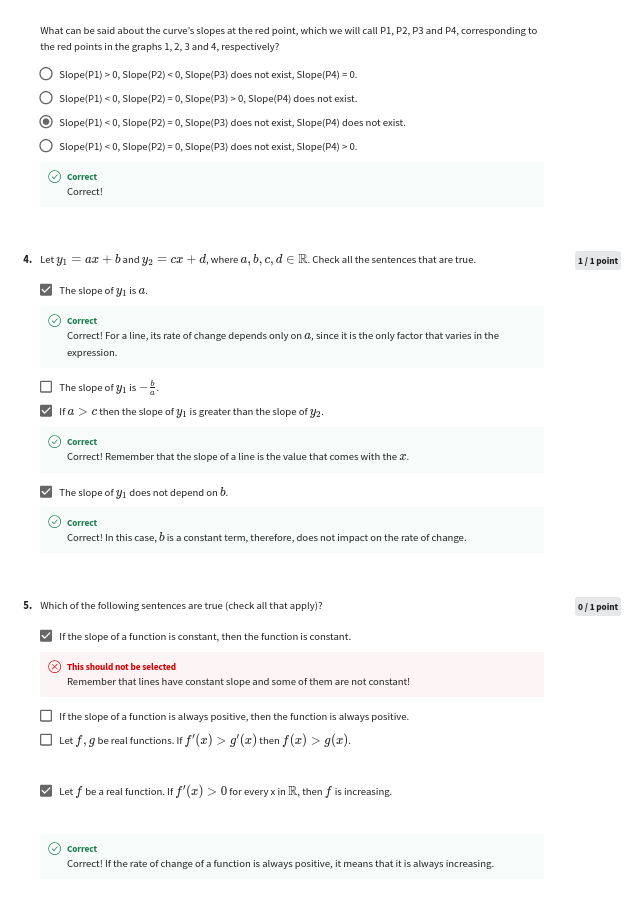 What can be said about the curve's slopes at the red point, which we will call P1, P2, P3 and P4, corresponding to
the red points in the graphs 1, 2, 3 and 4, respectively?
Slope(P1) > 0, Slope(P2) < 0, Slope(P3) does not exist, Slope(P4) = 0.
Slope(P1) < 0, Slope(P2) = 0, Slope(P3) > 0, Slope(P4) does not exist.
Slope(P1) < 0, Slope(P2) = 0, Slope(P3) does not exist, Slope(P4) does not exist.
Slope(P1) < 0, Slope(P2) = 0, Slope(P3) does not exist, Slope(P4) > 0.
Correct
Correct!
4. Let y₁ = ax + b and y₂ = cx + d, where a, b, c, d ∈ ℝ. Check all the sentences that are true. 1 / 1 point
The slope of y₁ is a.
Correct
Correct! For a line, its rate of change depends only on a, since it is the only factor that varies in the
expression.
The slope of y₁ is −b/a.
If a > c then the slope of y₁ is greater than the slope of y₂.
Correct
Correct! Remember that the slope of a line is the value that comes with the x.
The slope of y₁ does not depend on b.
Correct
Correct! In this case, b is a constant term, therefore, does not impact on the rate of change.
5. Which of the following sentences are true (check all that apply)? 0 / 1 point
If the slope of a function is constant, then the function is constant.
This should not be selected
Remember that lines have constant slope and some of them are not constant!
If the slope of a function is always positive, then the function is always positive.
Let f, g be real functions. If f′(x) > g′(x) then f(x) > g(x).
Let f be a real function. If f′(x) > 0 for every x in ℝ, then f is increasing.
Correct
Correct! If the rate of change of a function is always positive, it means that it is always increasing.